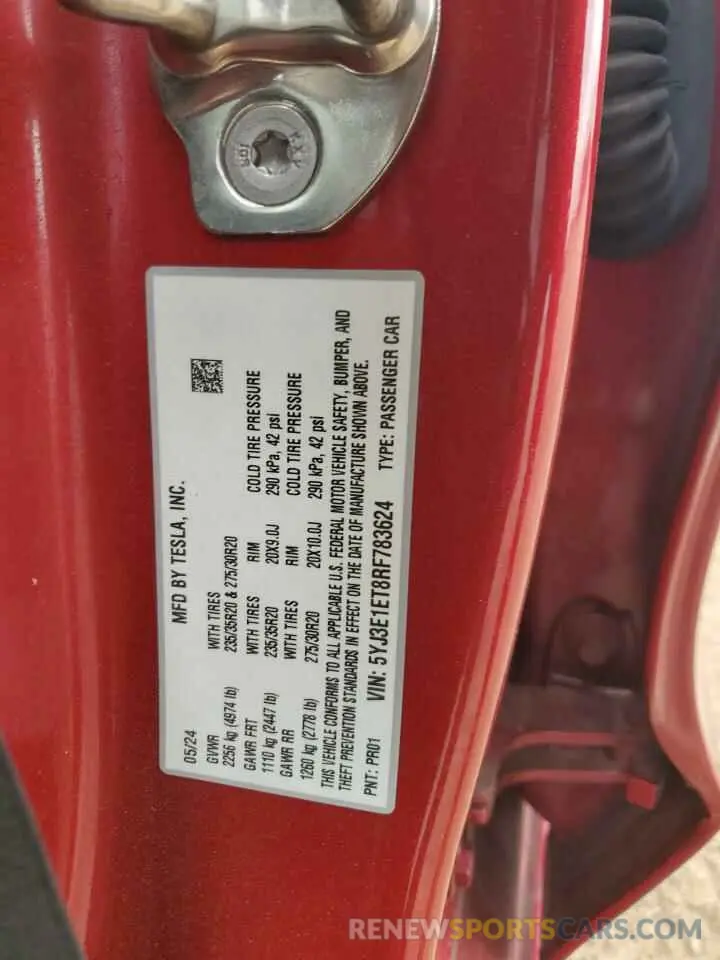 MFD BY TESLA, INC.
05/24
GVWR WITH TIRES
2256 kg (4974 lb) 235/35R20 & 275/30R20
GAWR FRT WITH TIRES RIM COLD TIRE PRESSURE
1110 kg (2447 lb) 235/35R20 20X9.0J 290 kPa, 42 psi
GAWR RR WITH TIRES RIM COLD TIRE PRESSURE
1260 kg (2778 lb) 275/30R20 20X10.0J 290 kPa, 42 psi
THIS VEHICLE CONFORMS TO ALL APPLICABLE U.S. FEDERAL MOTOR VEHICLE SAFETY, BUMPER, AND
THEFT PREVENTION STANDARDS IN EFFECT ON THE DATE OF MANUFACTURE SHOWN ABOVE.
PNT: PR01 VIN: 5YJ3E1ET8RF783624 TYPE: PASSENGER CAR
RENEWSPORTSCARS.COM